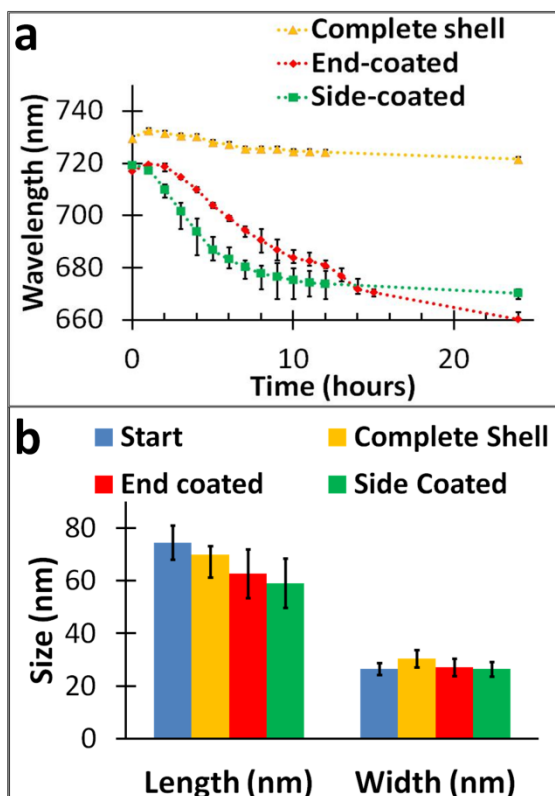 a
Complete shell
End-coated
Side-coated
Wavelength (nm)
740
720
700
680
660
0
10
20
Time (hours)
b
Start
Complete Shell
End coated
Side Coated
Size (nm)
80
60
40
20
0
Length (nm)
Width (nm)